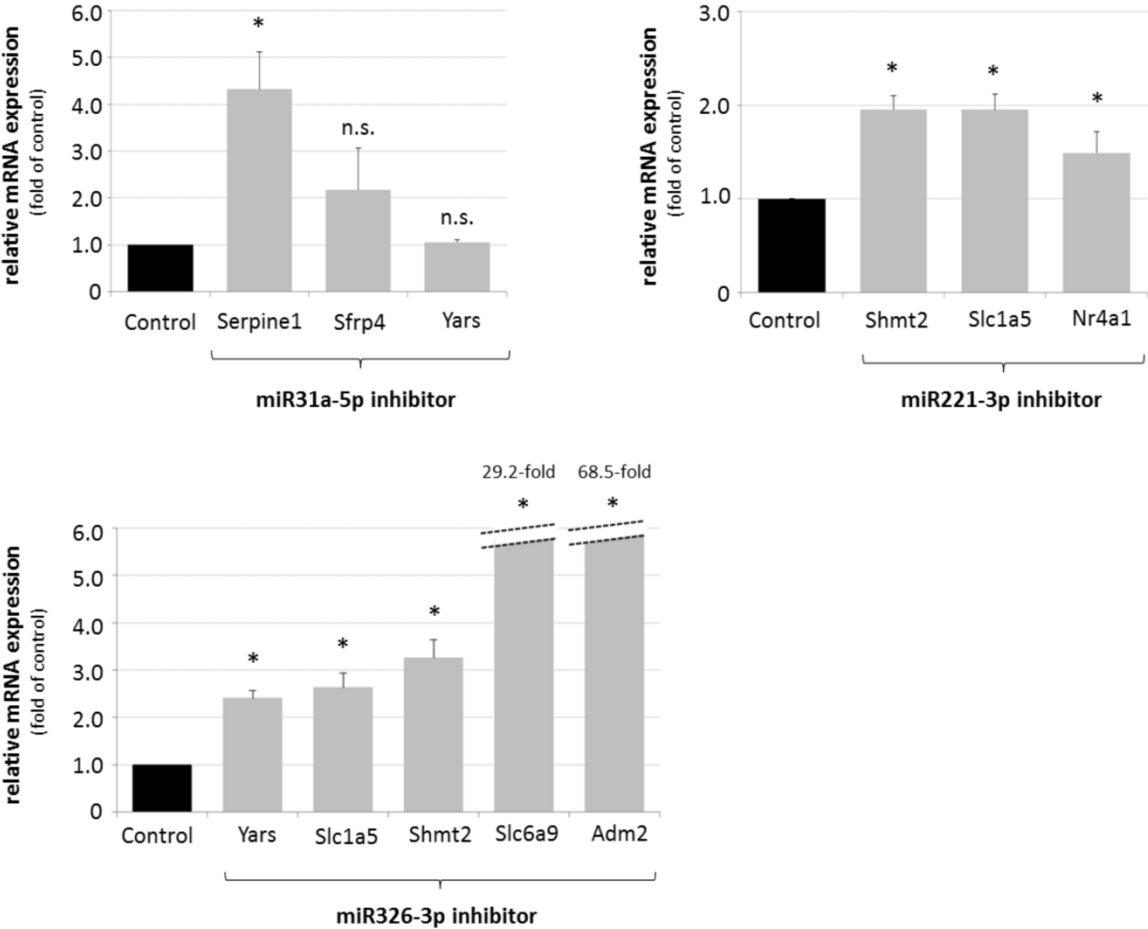 relative mRNA expression
(fold of control)
6.0
5.0
4.0
3.0
2.0
1.0
0
*
n.s.
n.s.
Control Serpine1 Sfrp4 Yars
miR31a-5p inhibitor
relative mRNA expression
(fold of control)
3.0
2.0
1.0
0
* * *
Control Shmt2 Slc1a5 Nr4a1
miR221-3p inhibitor
relative mRNA expression
(fold of control)
6.0
5.0
4.0
3.0
2.0
1.0
0
29.2-fold 68.5-fold
* * * * *
Control Yars Slc1a5 Shmt2 Slc6a9 Adm2
miR326-3p inhibitor